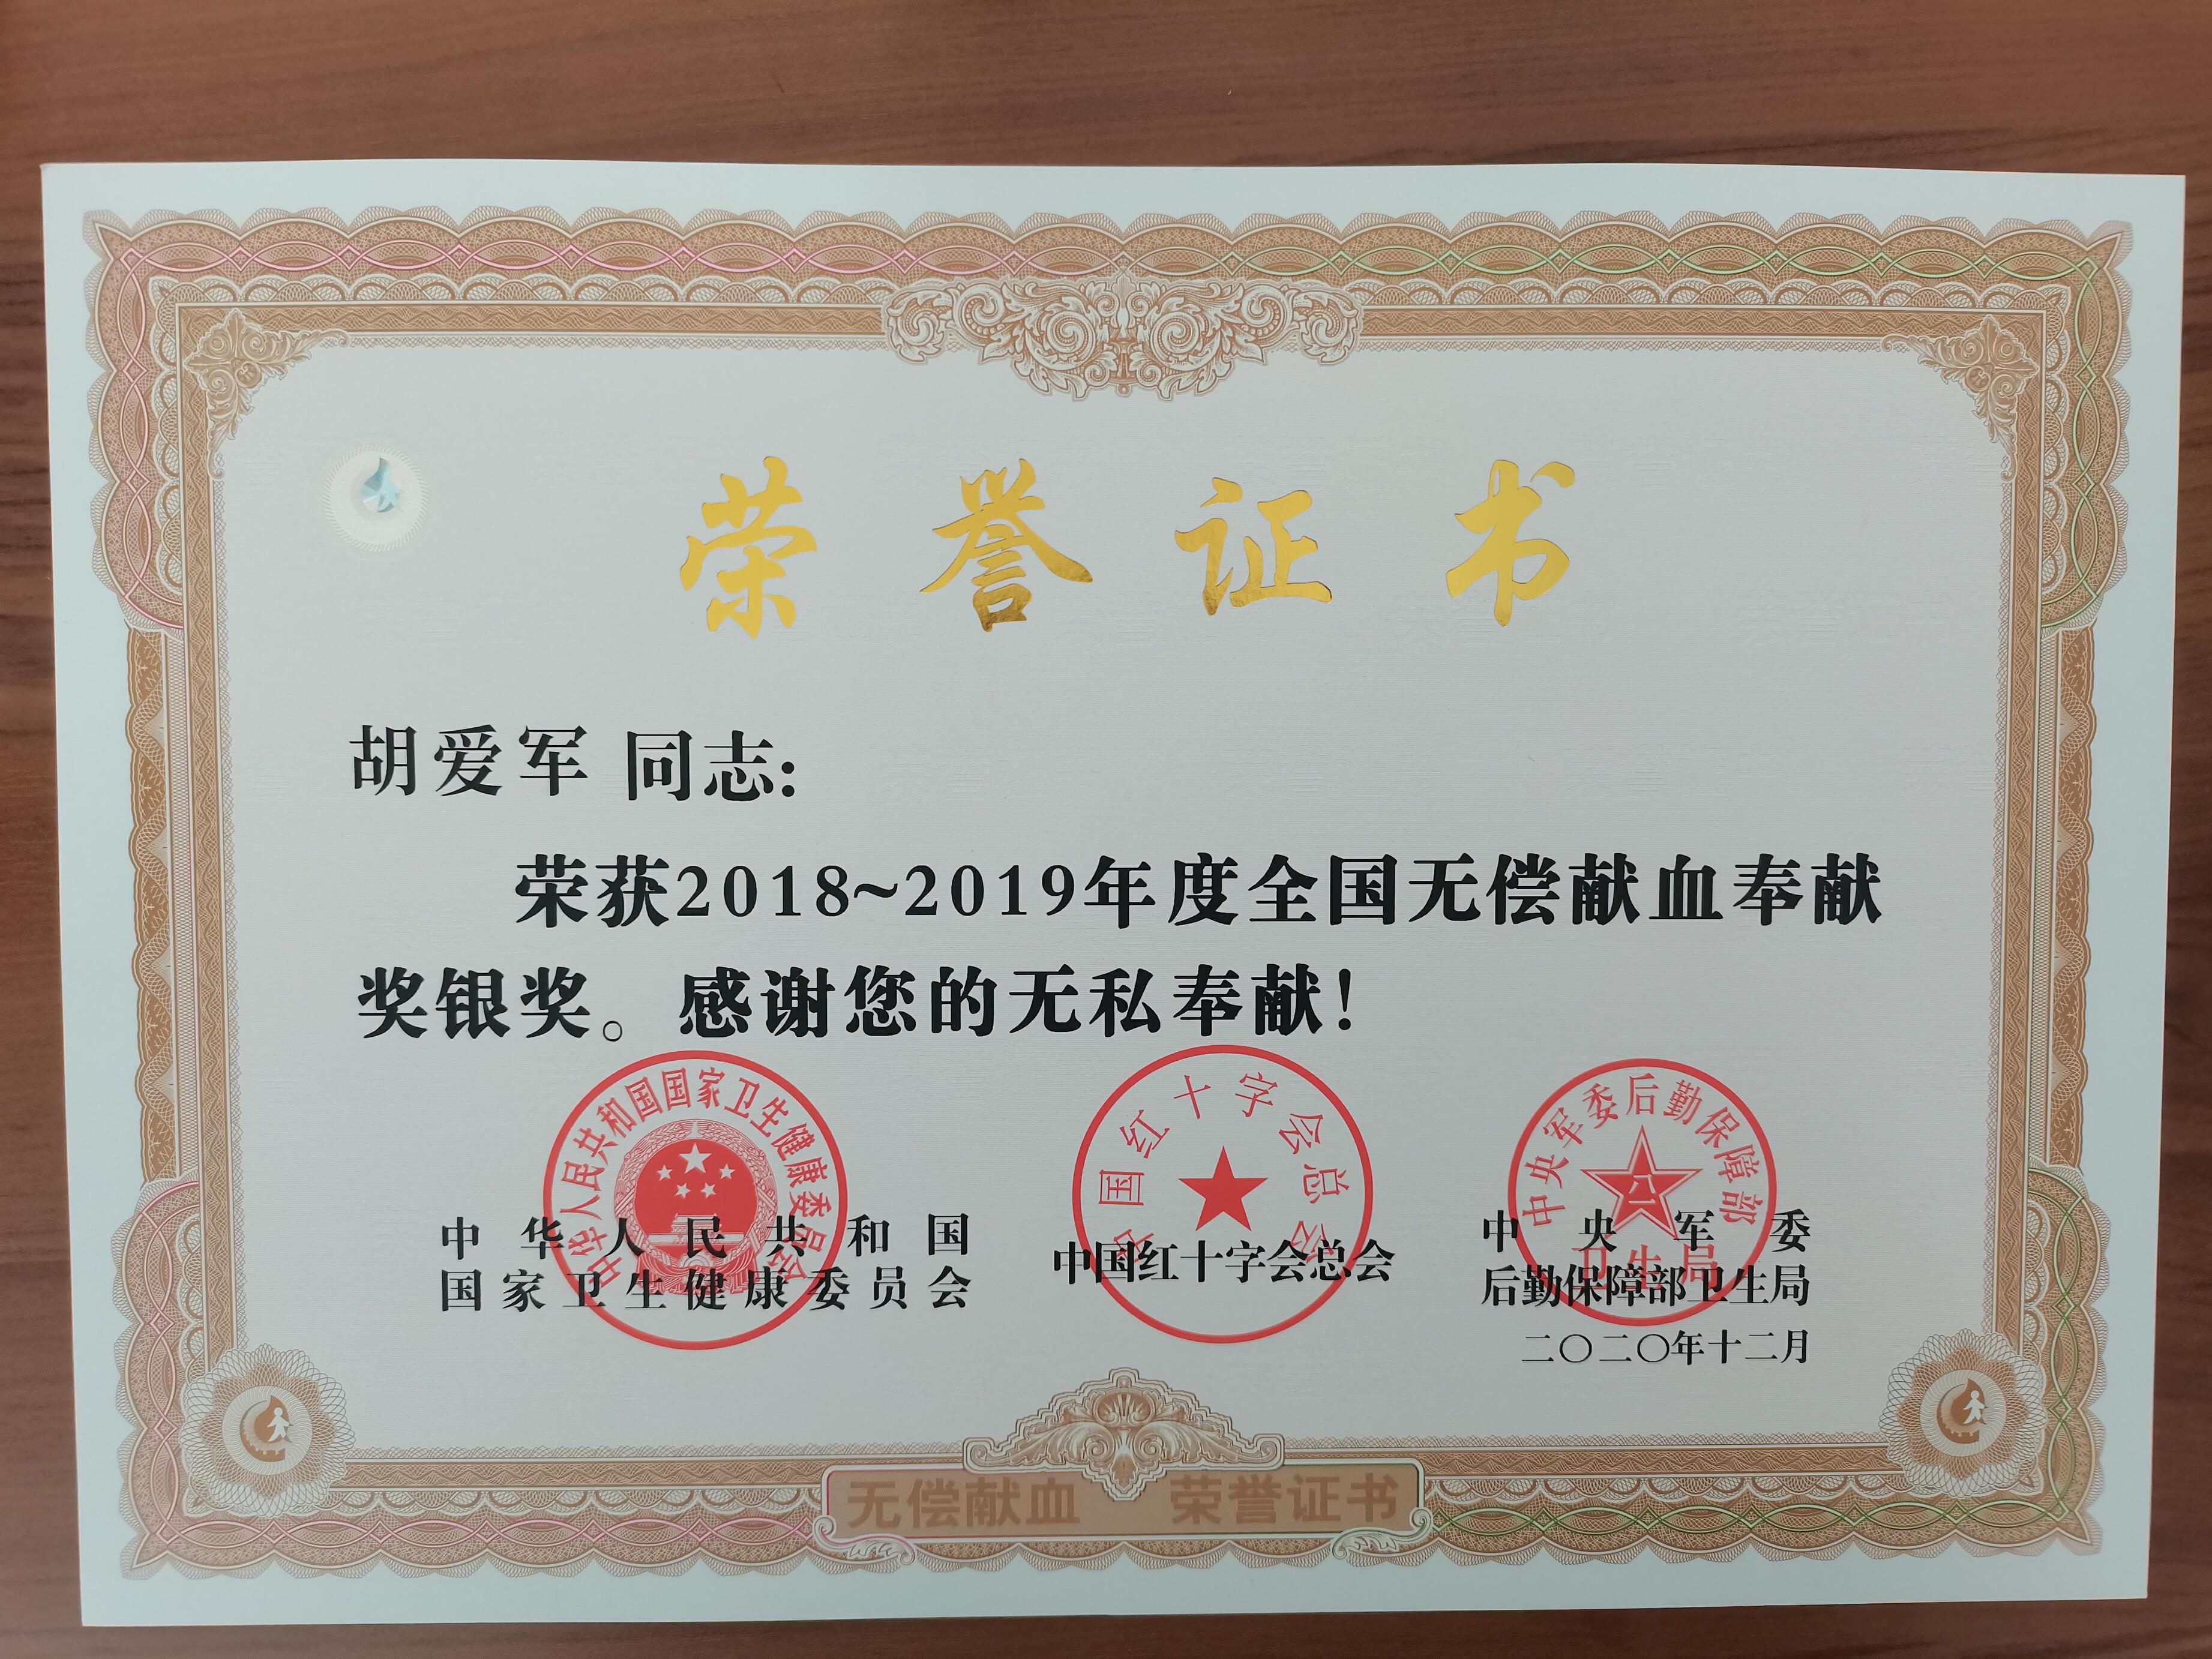 荣誉证书
胡爱军 同志:
荣获2018~2019年度全国无偿献血奉献
奖银奖。感谢您的无私奉献!
中华人民共和国国家卫生健康委员会
中国红十字会总会
中央军委后勤保障部
卫生局
八一
中华人民共和国
国家卫生健康委员会
中国红十字会总会
中央军委
后勤保障部卫生局
二〇二〇年十二月
无偿献血 荣誉证书